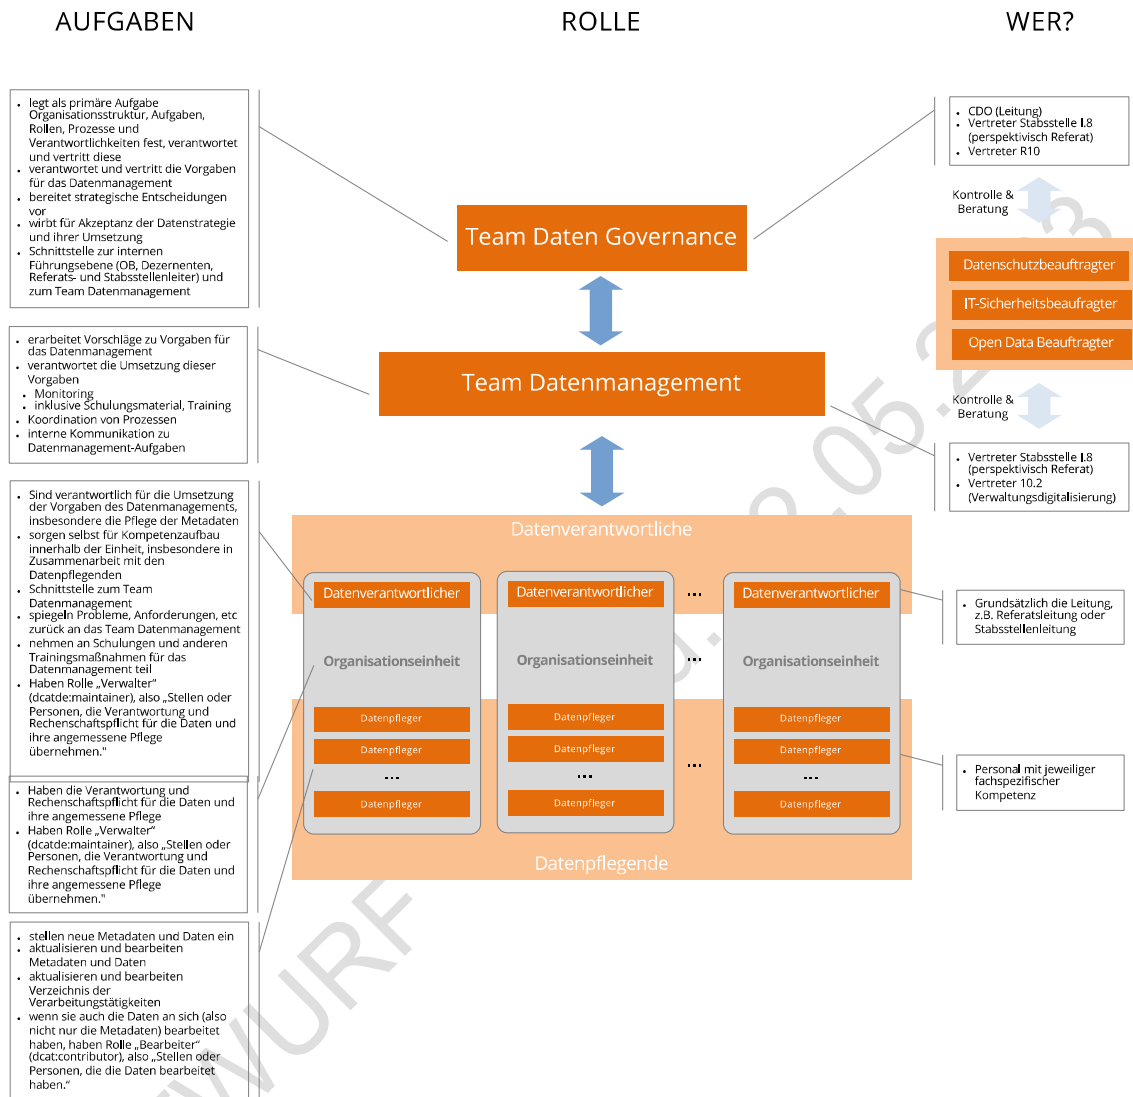 AUFGABEN
ROLLE
WER?
• legt als primäre Aufgabe
Organisationsstruktur, Aufgaben,
Rollen, Prozesse und
Verantwortlichkeiten fest, verantwortet
und vertritt diese
• verantwortet und vertritt die Vorgaben
für das Datenmanagement
• bereitet strategische Entscheidungen
vor
• wirbt für Akzeptanz der Datenstrategie
und ihrer Umsetzung
• Schnittstelle zur internen
Führungsebene (OB, Dezernenten,
Referats- und Stabsstellenleiter) und
zum Team Datenmanagement
Team Daten Governance
• CDO (Leitung)
• Vertreter Stabsstelle I.8
(perspektivisch Referat)
• Vertreter R10
Kontrolle &
Beratung
Datenschutzbeauftragter
IT-Sicherheitsbeaufragter
Open Data Beauftragter
Kontrolle &
Beratung
• erarbeitet Vorschläge zu Vorgaben für
das Datenmanagement
• verantwortet die Umsetzung dieser
Vorgaben
• Monitoring
• inklusive Schulungsmaterial, Training
• Koordination von Prozessen
• interne Kommunikation zu
Datenmanagement-Aufgaben
Team Datenmanagement
• Vertreter Stabsstelle I.8
(perspektivisch Referat)
• Vertreter 10.2
(Verwaltungsdigitalisierung)
• Sind verantwortlich für die Umsetzung
der Vorgaben des Datenmanagements,
insbesondere die Pflege der Metadaten
• sorgen selbst für Kompetenzaufbau
innerhalb der Einheit, insbesondere in
Zusammenarbeit mit den
Datenpflegenden
• Schnittstelle zum Team
Datenmanagement
• spiegeln Probleme, Anforderungen, etc
zurück an das Team Datenmanagement
• nehmen an Schulungen und anderen
Trainingsmaßnahmen für das
Datenmanagement teil
• Haben Rolle „Verwalter“
(dcatde:maintainer), also „Stellen oder
Personen, die Verantwortung und
Rechenschaftspflicht für die Daten und
ihre angemessene Pflege
übernehmen."
Datenverantwortliche
Datenverantwortlicher
Datenverantwortlicher
...
Datenverantwortlicher
Organisationseinheit
Organisationseinheit
...
Organisationseinheit
Datenpfleger
Datenpfleger
...
Datenpfleger
Datenpfleger
Datenpfleger
...
Datenpfleger
...
Datenpfleger
Datenpfleger
...
Datenpfleger
Datenpflegende
• Grundsätzlich die Leitung,
z.B. Referatsleitung oder
Stabsstellenleitung
• Personal mit jeweiliger
fachspezifischer
Kompetenz
• Haben die Verantwortung und
Rechenschaftspflicht für die Daten und
ihre angemessene Pflege
• Haben Rolle „Verwalter“
(dcatde:maintainer), also „Stellen oder
Personen, die Verantwortung und
Rechenschaftspflicht für die Daten und
ihre angemessene Pflege
übernehmen."
• stellen neue Metadaten und Daten ein
• aktualisieren und bearbeiten
Metadaten und Daten
• aktualisieren und bearbeiten
Verzeichnis der
Verarbeitungstätigkeiten
• wenn sie auch die Daten an sich (also
nicht nur die Metadaten) bearbeitet
haben, haben Rolle „Bearbeiter“
(dcat:contributor), also „Stellen oder
Personen, die die Daten bearbeitet
haben.“